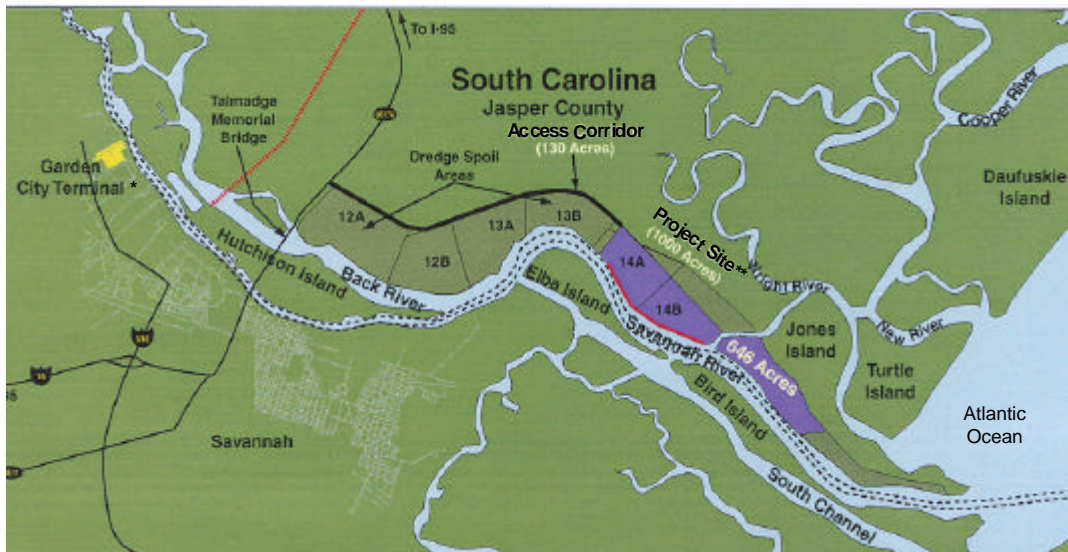 To I-95
South Carolina
Jasper County
Access Corridor
(130 Acres)
Talmadge
Memorial
Bridge
Dredge Spoil
Areas
Garden
City Terminal *
Cooper River
Daufuskie
Island
12A
13A
13B
12B
Project Site**
(1000 Acres)
14A
14B
Hutchison Island
Back River
Elba Island
Wright River
Savannah River
Jones
Island
New River
646 Acres
Turtle
Island
Bird Island
Atlantic
Ocean
Savannah
South Channel